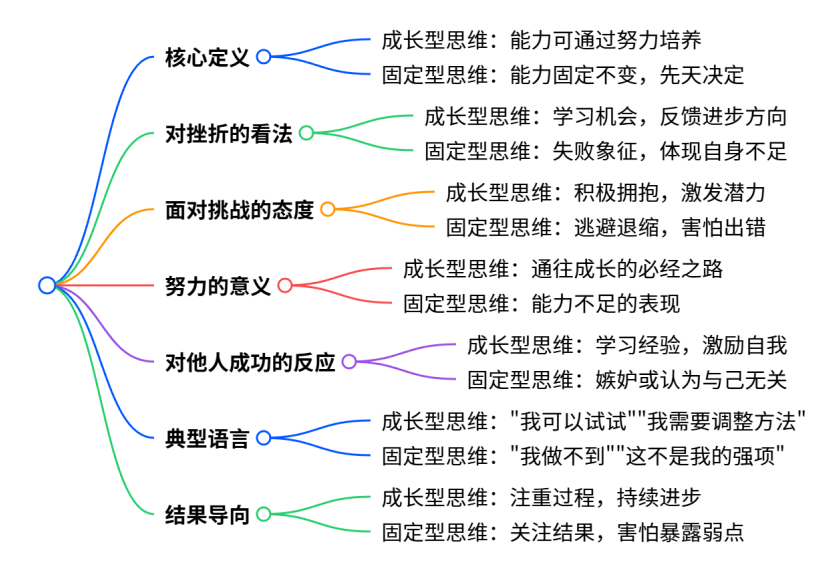 核心定义
成长型思维：能力可通过努力培养
固定型思维：能力固定不变，先天决定
对挫折的看法
成长型思维：学习机会，反馈进步方向
固定型思维：失败象征，体现自身不足
面对挑战的态度
成长型思维：积极拥抱，激发潜力
固定型思维：逃避退缩，害怕出错
努力的意义
成长型思维：通往成长的必经之路
固定型思维：能力不足的表现
对他人成功的反应
成长型思维：学习经验，激励自我
固定型思维：嫉妒或认为与己无关
典型语言
成长型思维："我可以试试""我需要调整方法"
固定型思维："我做不到""这不是我的强项"
结果导向
成长型思维：注重过程，持续进步
固定型思维：关注结果，害怕暴露弱点